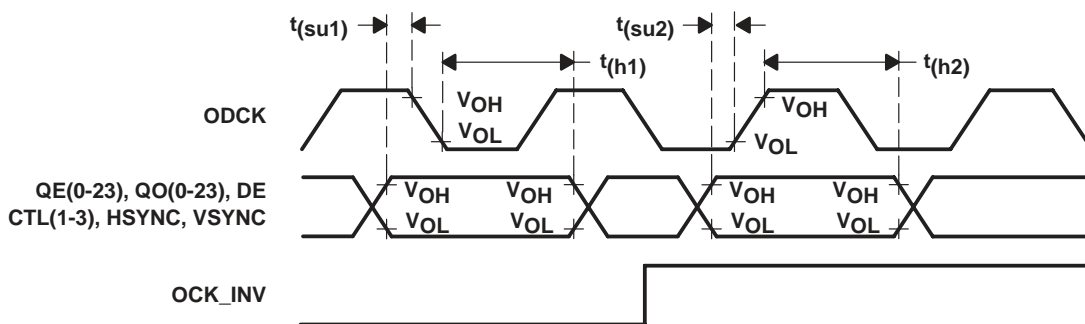 t(su1)
t(su2)
t(h1)
t(h2)
ODCK
VOH
VOL
VOH
VOL
QE(0-23), QO(0-23), DE
CTL(1-3), HSYNC, VSYNC
VOH
VOH
VOH
VOH
VOL
VOL
VOL
VOL
OCK_INV